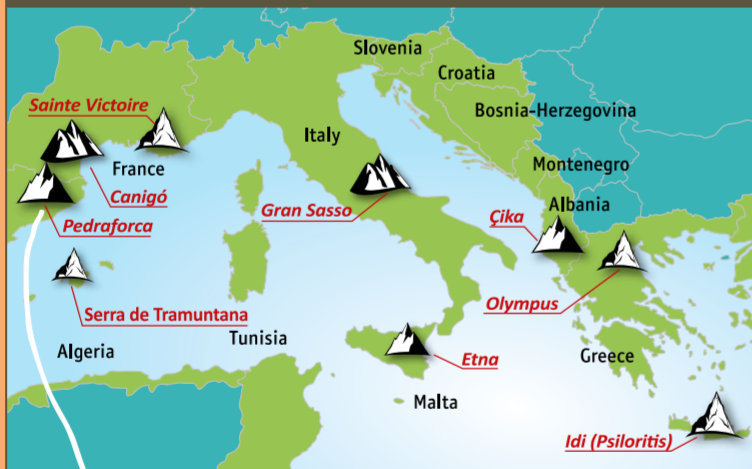 Slovenia
Croatia
Sainte Victoire
Bosnia-Herzegovina
Italy
France
Montenegro
Canigó
Albania
Gran Sasso
Çika
Pedraforca
Olympus
Serra de Tramuntana
Tunisia
Algeria
Etna
Greece
Malta
Idi (Psiloritis)